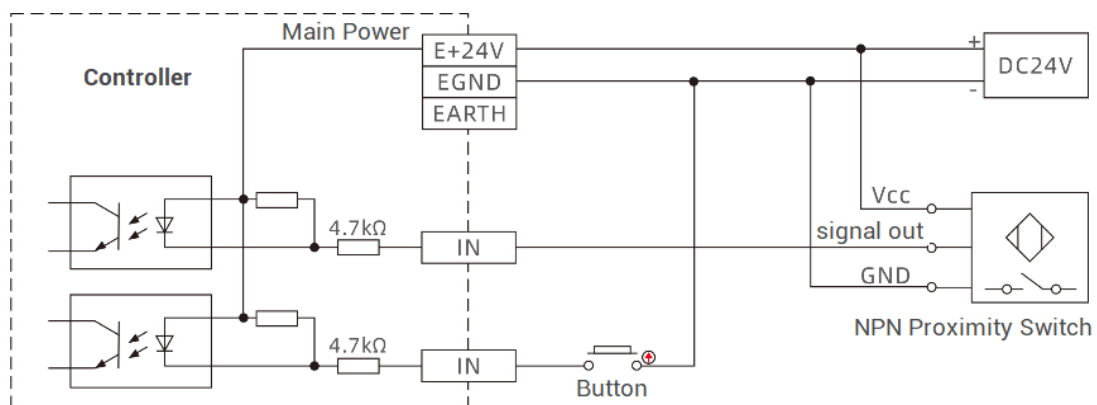 Main Power
E+24V
+
DC24V
Controller
EGND
-
EARTH
Vcc
4.7kΩ
signal out
IN
GND
NPN Proximity Switch
4.7kΩ
IN
Button